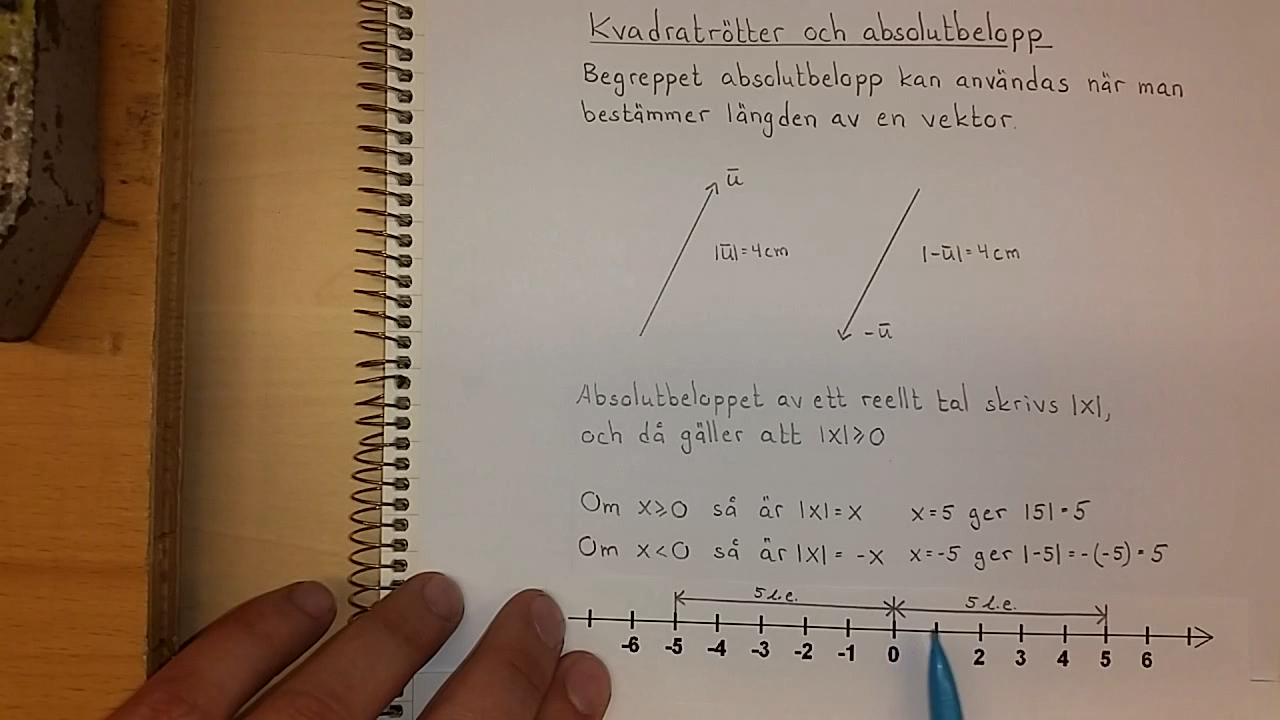 Kvadratrötter och absolutbelopp
Begreppet absolutbelopp kan användas när man
bestämmer längden av en vektor.
ū
|ū|=4cm
|-ū|=4cm
-ū
Absolutbeloppet av ett reellt tal skrivs |x|,
och då gäller att |x|≥0
Om x≥0 så är |x|=x x=5 ger |5|=5
Om x<0 så är |x|= -x x=-5 ger |-5|=-(-5)=5
5 l.e. 5 l.e.
-6 -5 -4 -3 -2 -1 0 2 3 4 5 6